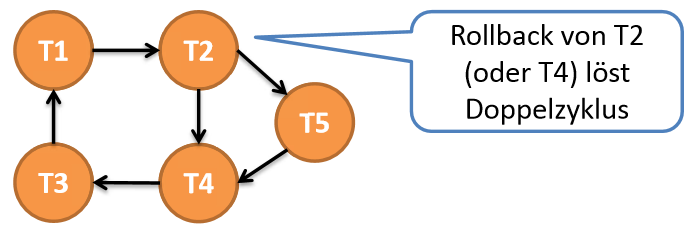 T1
T2
Rollback von T2
(oder T4) löst
Doppelzyklus
T5
T3
T4